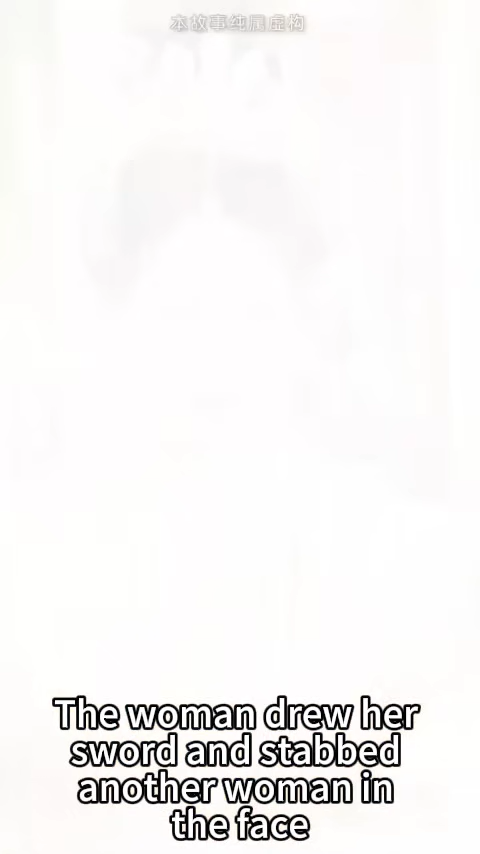 本故事纯属虚构
The woman drew her
sword and stabbed
another woman in
the face